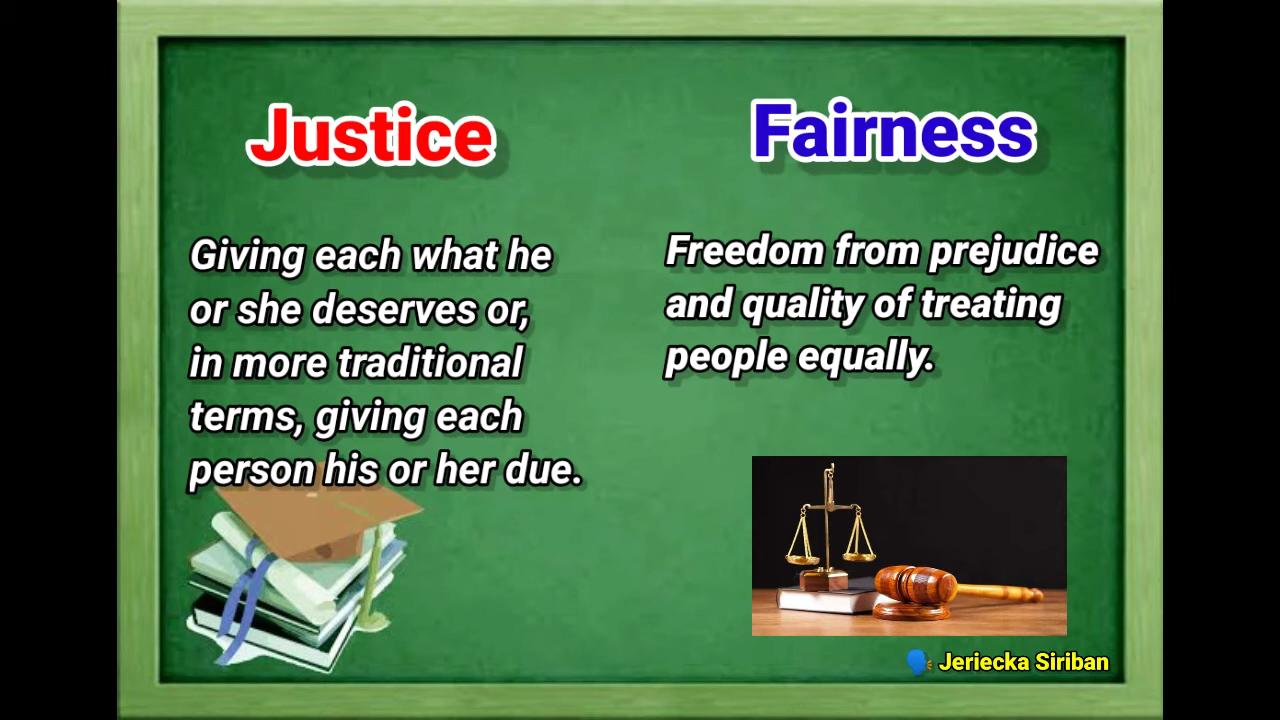 Justice
Giving each what he
or she deserves or,
in more traditional
terms, giving each
person his or her due.
Fairness
Freedom from prejudice
and quality of treating
people equally.
Jeriecka Siriban